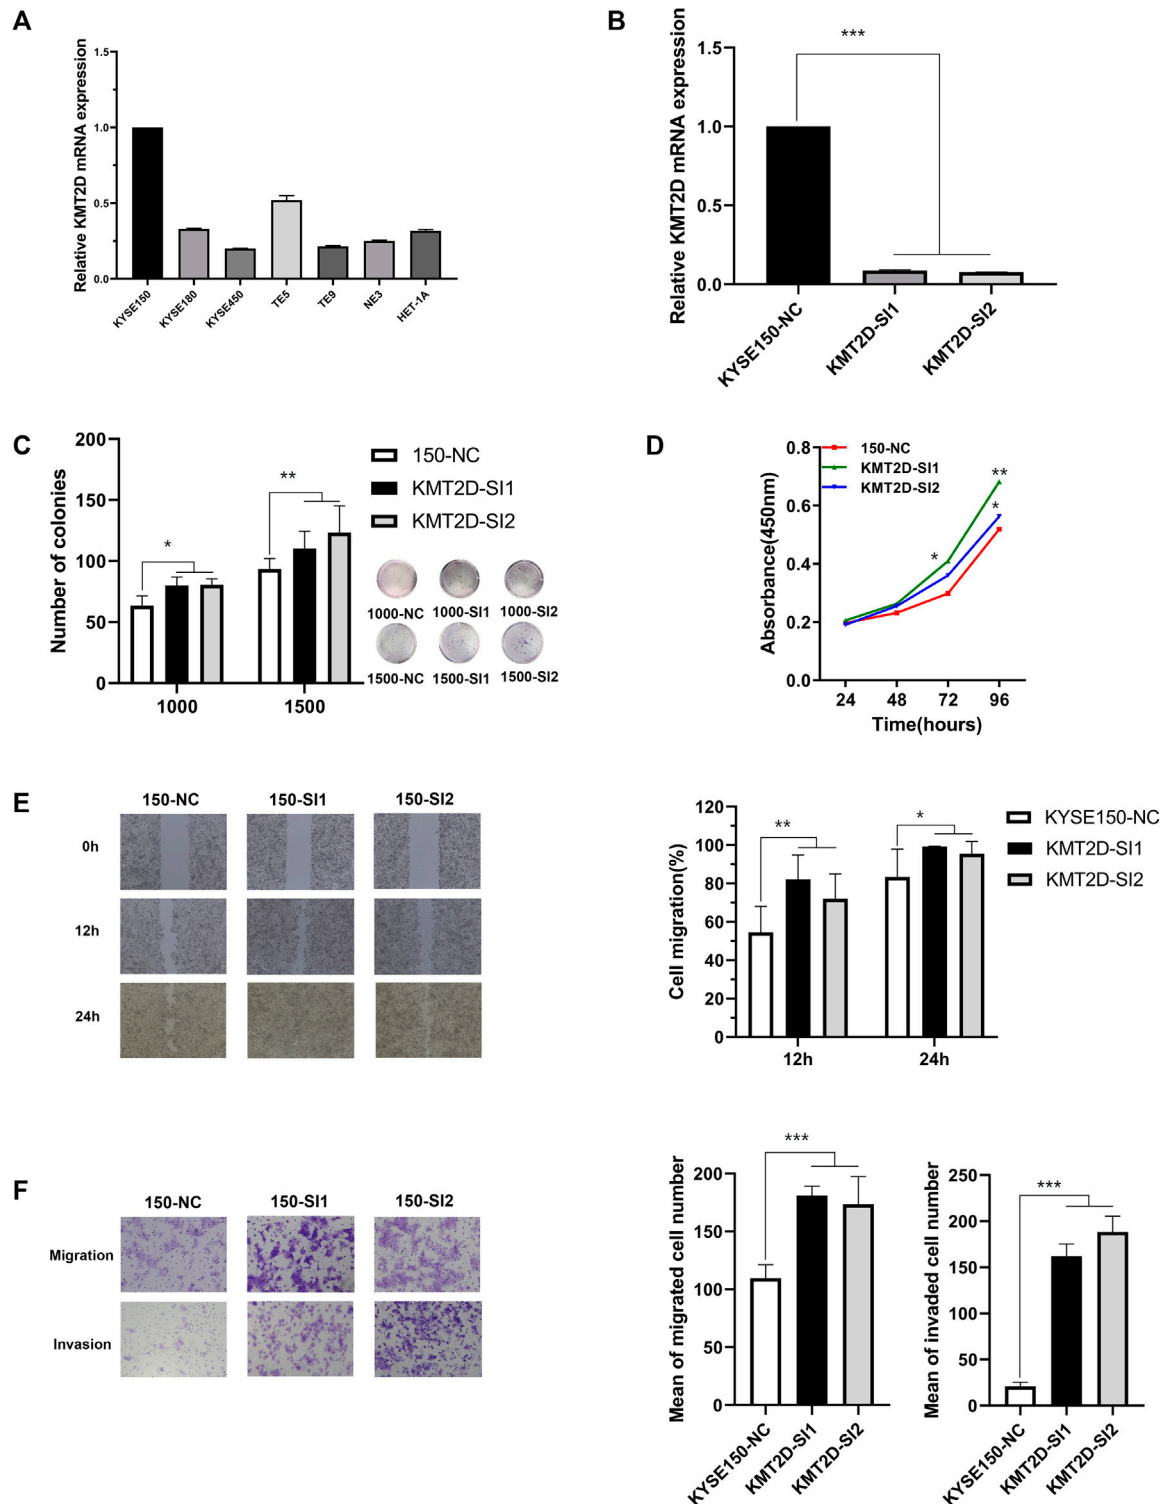 A
Relative KMT2D mRNA expression
1.5
1.0
0.5
0.0
KYSE150
KYSE180
KYSE450
TE5
TE9
NE3
HET-1A
B
Relative KMT2D mRNA expression
1.5
1.0
0.5
0.0
***
KYSE150-NC
KMT2D-SI1
KMT2D-SI2
C
Number of colonies
200
150
100
50
0
*
**
1000
1500
150-NC
KMT2D-SI1
KMT2D-SI2
1000-NC 1000-SI1 1000-SI2
1500-NC 1500-SI1 1500-SI2
D
Absorbance(450nm)
0.8
0.6
0.4
0.2
0.0
150-NC
KMT2D-SI1
KMT2D-SI2
*
**
*
24 48 72 96
Time(hours)
E
150-NC 150-SI1 150-SI2
0h
12h
24h
Cell migration(%)
120
100
80
60
40
20
0
**
*
12h
24h
KYSE150-NC
KMT2D-SI1
KMT2D-SI2
F
150-NC 150-SI1 150-SI2
Migration
Invasion
Mean of migrated cell number
200
150
100
50
0
***
KYSE150-NC
KMT2D-SI1
KMT2D-SI2
Mean of invaded cell number
250
200
150
100
50
0
***
KYSE150-NC
KMT2D-SI1
KMT2D-SI2